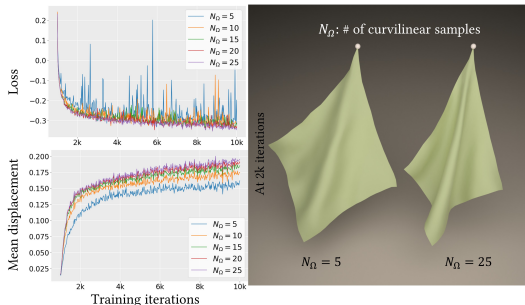 Loss
0.2
0.1
0.0
−0.1
−0.2
−0.3
N_Ω = 5
N_Ω = 10
N_Ω = 15
N_Ω = 20
N_Ω = 25
2k 4k 6k 8k 10k
Mean displacement
0.200
0.175
0.150
0.125
0.100
0.075
0.050
0.025
N_Ω = 5
N_Ω = 10
N_Ω = 15
N_Ω = 20
N_Ω = 25
2k 4k 6k 8k 10k
Training iterations
N_Ω: # of curvilinear samples
At 2k iterations
N_Ω = 5 N_Ω = 25